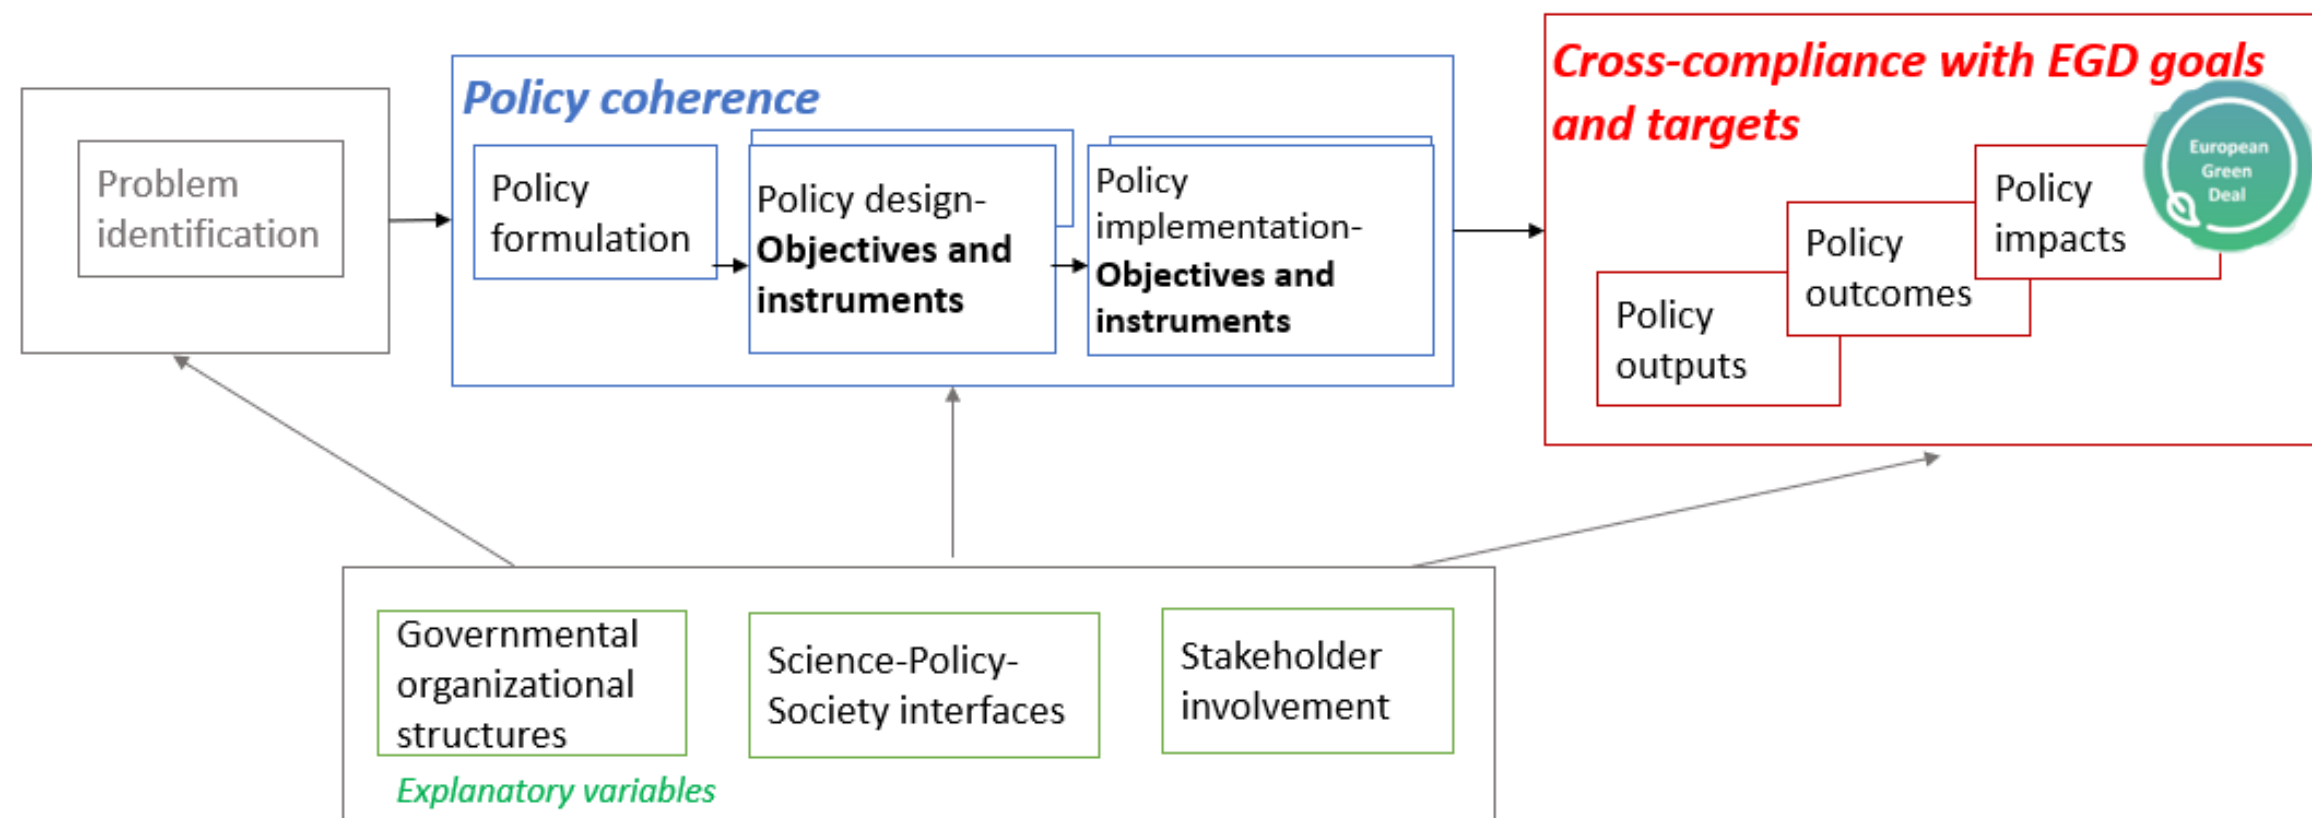 Problem
identification
Policy coherence
Policy
formulation
Policy design-
Objectives and
instruments
Policy
implementation-
Objectives and
instruments
Cross-compliance with EGD goals
and targets
European
Green
Deal
Policy
impacts
Policy
outcomes
Policy
outputs
Governmental
organizational
structures
Science-Policy-
Society interfaces
Stakeholder
involvement
Explanatory variables